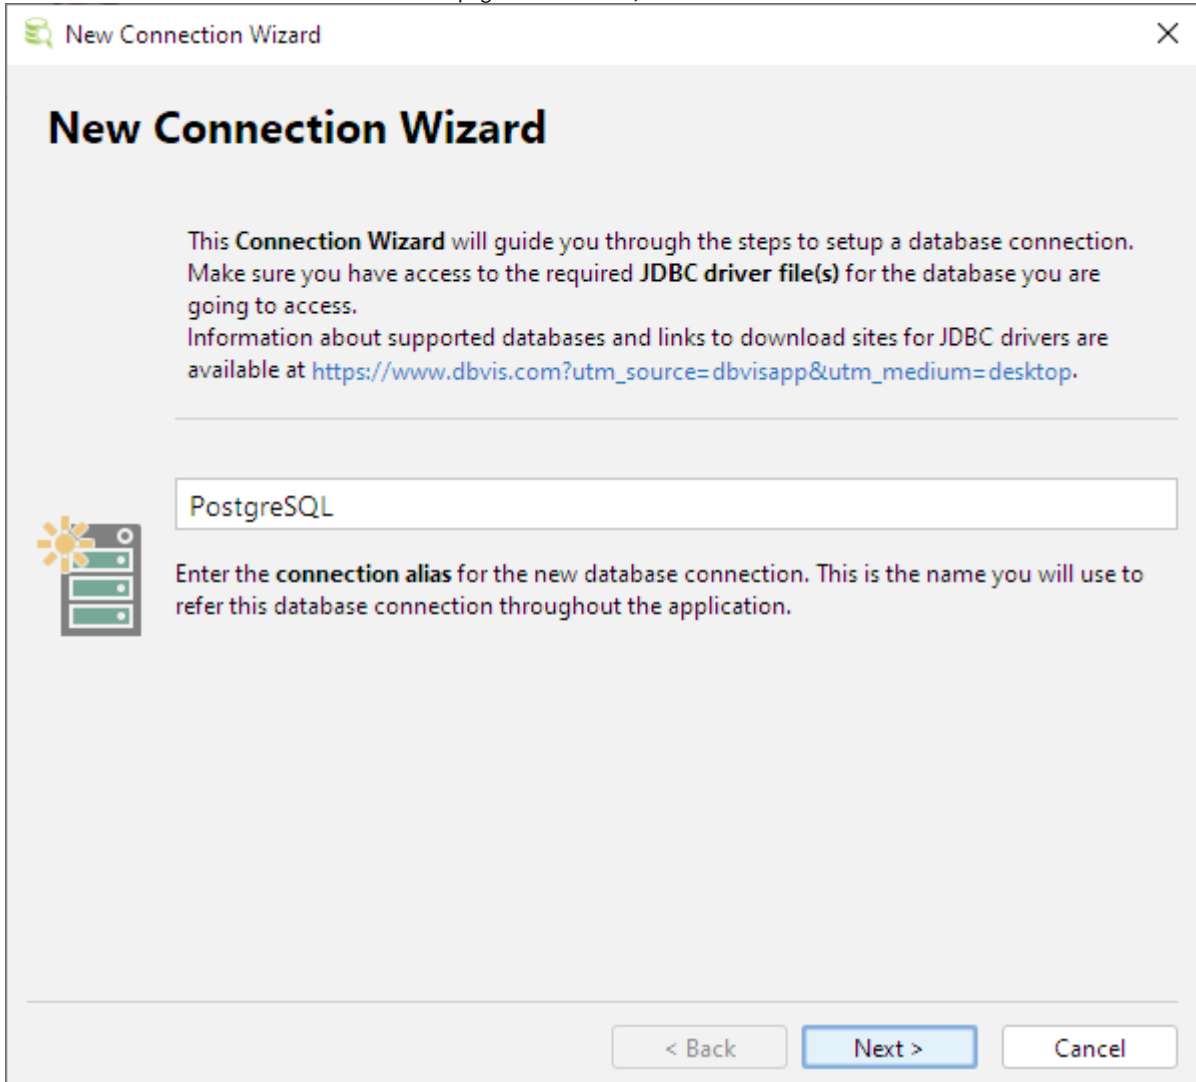 New Connection Wizard
New Connection Wizard
This Connection Wizard will guide you through the steps to setup a database connection.
Make sure you have access to the required JDBC driver file(s) for the database you are
going to access.
Information about supported databases and links to download sites for JDBC drivers are
available at https://www.dbvis.com?utm_source=dbvisapp&utm_medium=desktop.
PostgreSQL
Enter the connection alias for the new database connection. This is the name you will use to
refer this database connection throughout the application.
< Back
Next >
Cancel